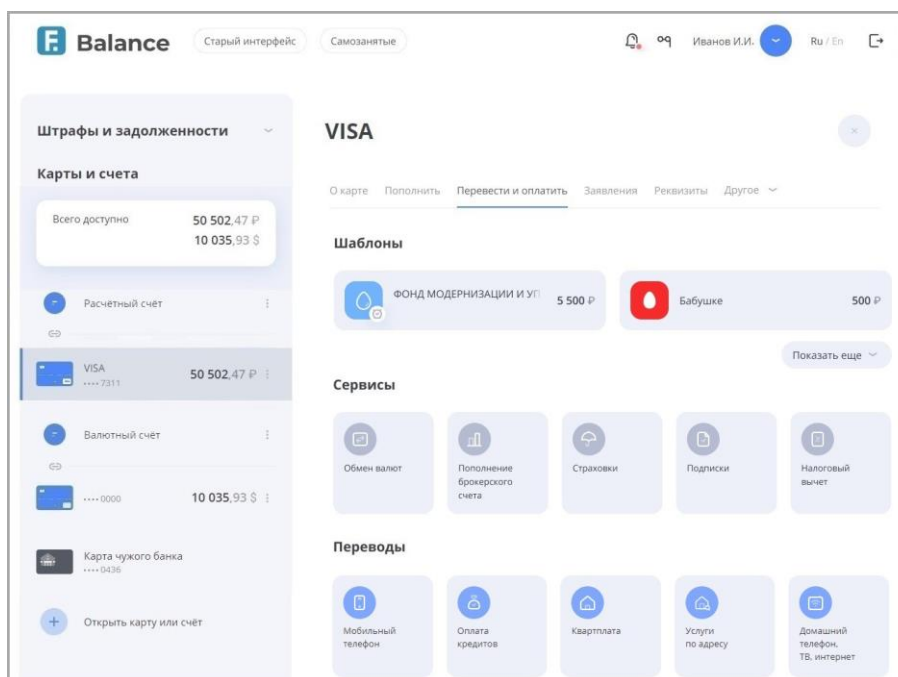 F. Balance
Старый интерфейс
Самозанятые
Иванов И.И.
Ru / En
Штрафы и задолженности
Карты и счета
Всего доступно
50 502,47 ₽
10 035,93 $
Расчётный счёт
VISA
50 502,47 ₽
•••• 7311
Валютный счёт
•••• 0000
10 035,93 $
Карта чужого банка
•••• 0436
Открыть карту или счёт
VISA
О карте
Пополнить
Перевести и оплатить
Заявления
Реквизиты
Другое
Шаблоны
ФОНД МОДЕРНИЗАЦИИ И УП
5 500 ₽
Бабушке
500 ₽
Показать еще
Сервисы
Обмен валют
Пополнение
брокерского
счета
Страховки
Подписки
Налоговый
вычет
Переводы
Мобильный
телефон
Оплата
кредитов
Квартплата
Услуги
по адресу
Домашний
телефон,
ТВ, интернет